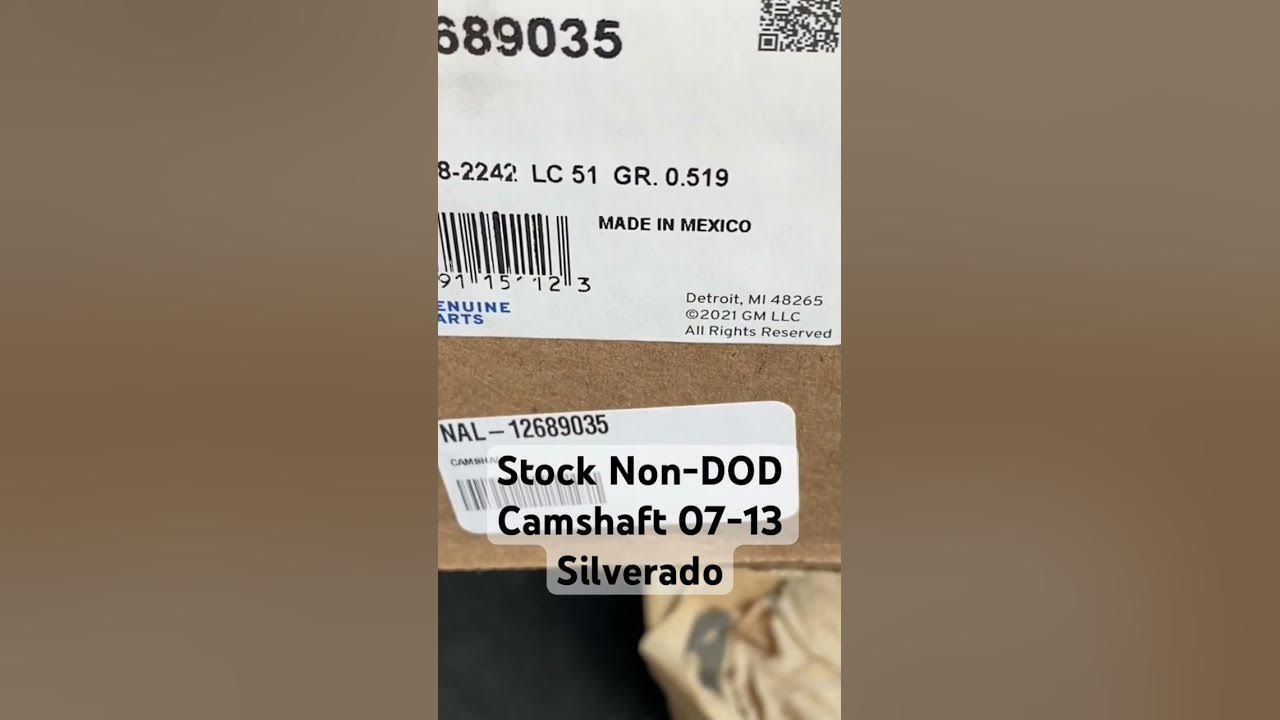 689035
8-2242 LC 51 GR. 0.519
MADE IN MEXICO
91 15 12 3
ENUINE
ARTS
Detroit, MI 48265
©2021 GM LLC
All Rights Reserved
NAL-12689035
Stock Non-DOD
Camshaft 07-13
Silverado